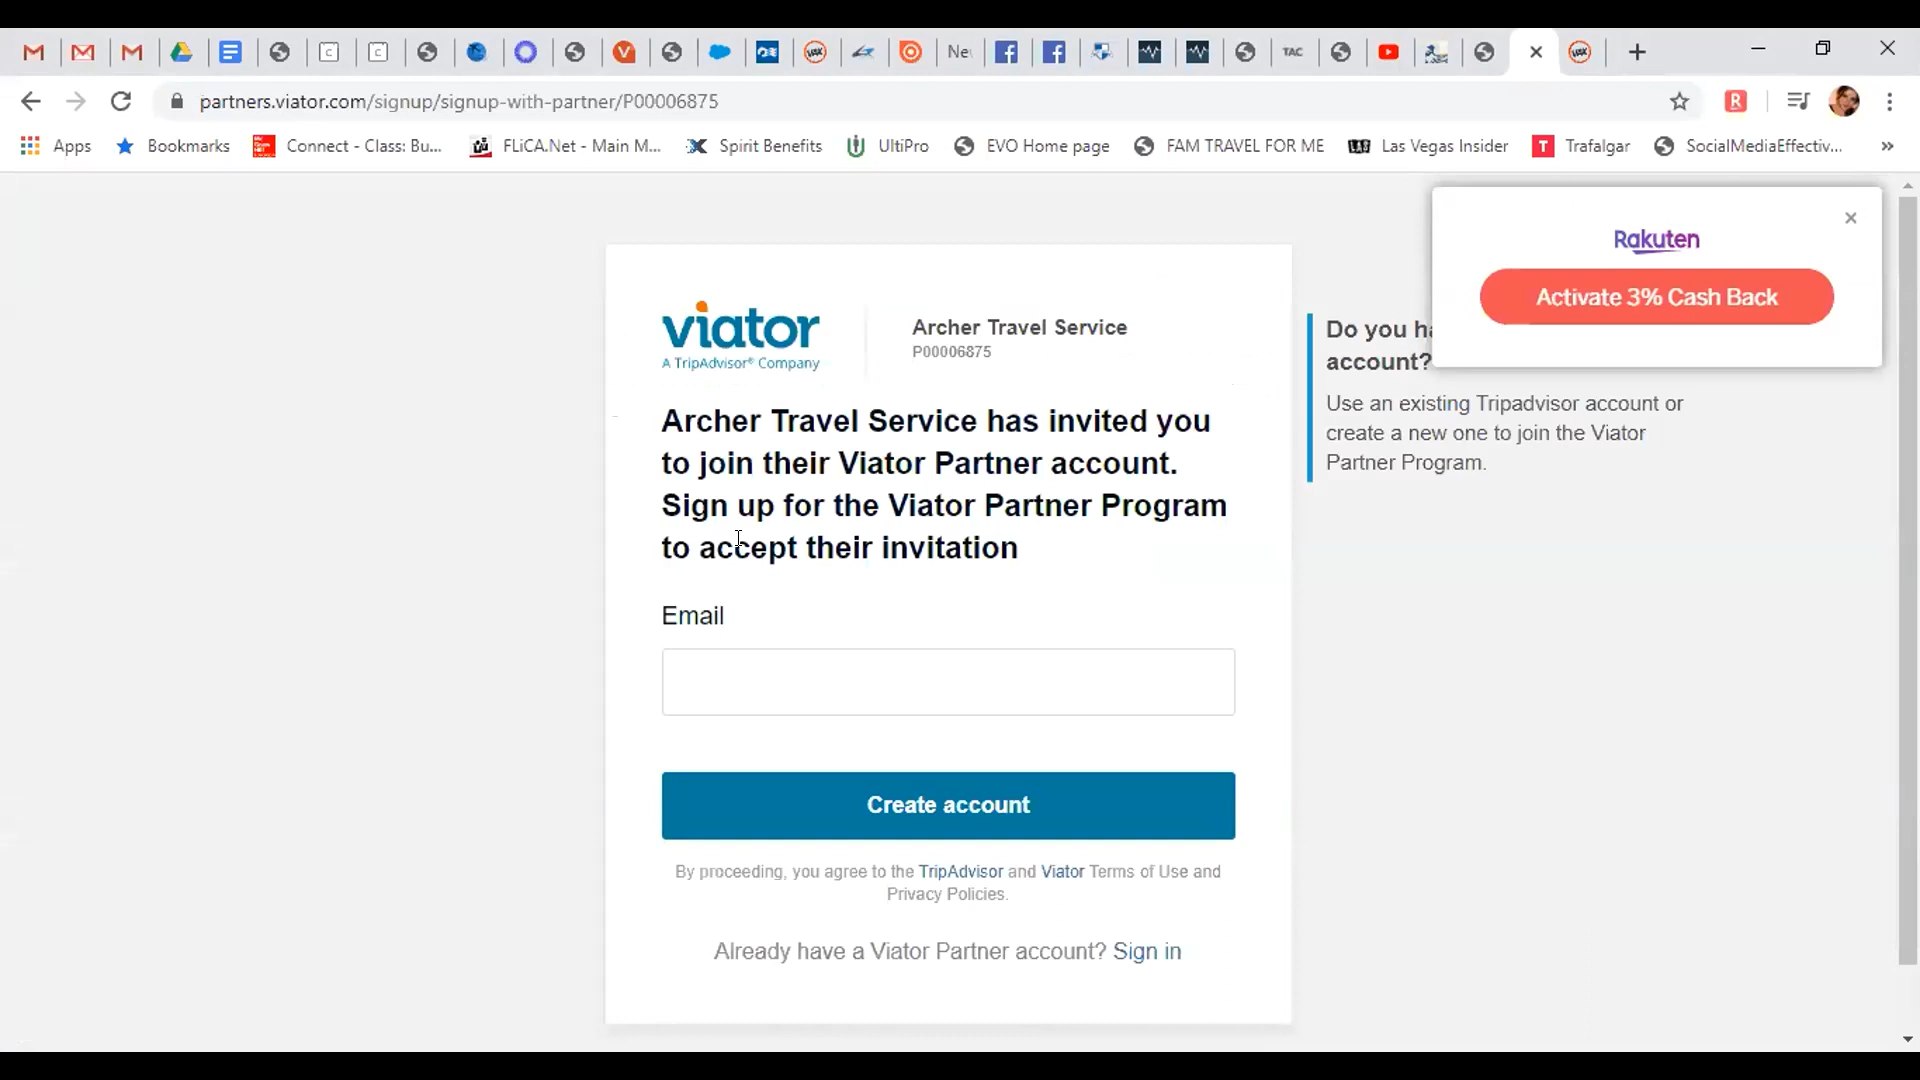 New
TAC
partners.viator.com/signup/signup-with-partner/P00006875
Apps
Bookmarks
Connect - Class: Bu...
FLiCA.Net - Main M...
Spirit Benefits
UltiPro
EVO Home page
FAM TRAVEL FOR ME
Las Vegas Insider
Trafalgar
SocialMediaEffectiv...
Rakuten
Activate 3% Cash Back
viator
A TripAdvisor® Company
Archer Travel Service
P00006875
Do you ha
account?
Use an existing Tripadvisor account or
create a new one to join the Viator
Partner Program.
Archer Travel Service has invited you
to join their Viator Partner account.
Sign up for the Viator Partner Program
to accept their invitation
Email
Create account
By proceeding, you agree to the TripAdvisor and Viator Terms of Use and
Privacy Policies.
Already have a Viator Partner account? Sign in